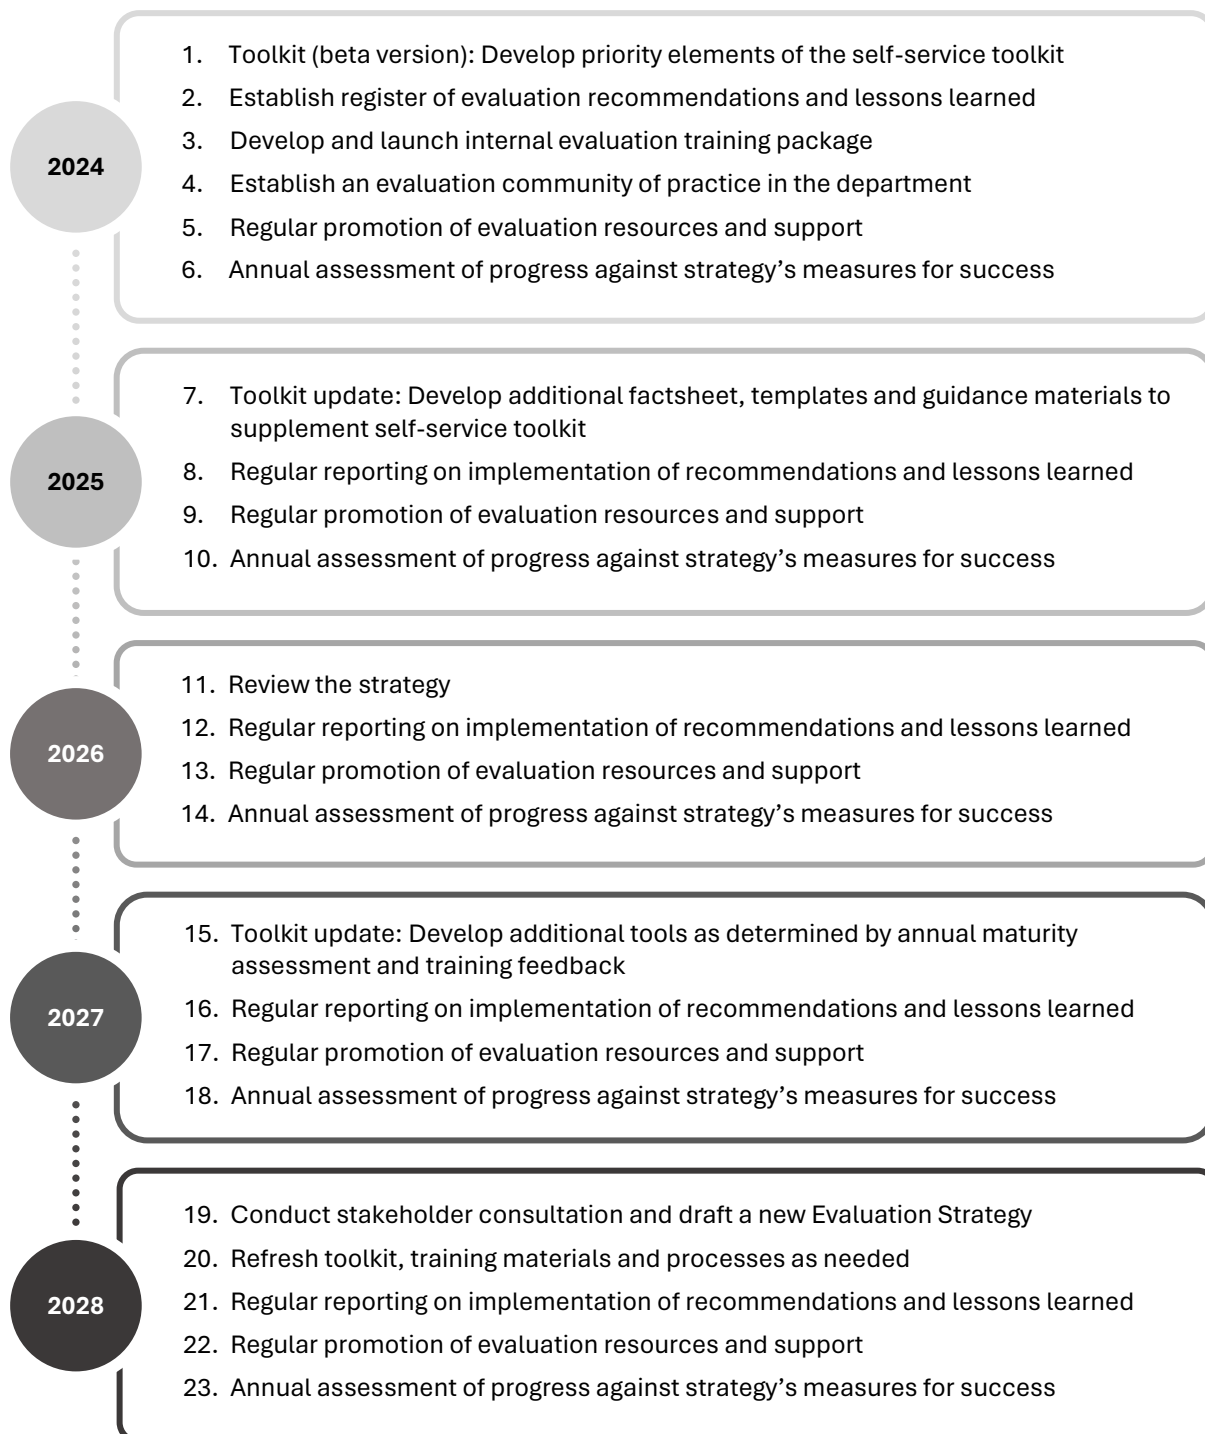 2024
1. Toolkit (beta version): Develop priority elements of the self-service toolkit
2. Establish register of evaluation recommendations and lessons learned
3. Develop and launch internal evaluation training package
4. Establish an evaluation community of practice in the department
5. Regular promotion of evaluation resources and support
6. Annual assessment of progress against strategy’s measures for success
2025
7. Toolkit update: Develop additional factsheet, templates and guidance materials to
supplement self-service toolkit
8. Regular reporting on implementation of recommendations and lessons learned
9. Regular promotion of evaluation resources and support
10. Annual assessment of progress against strategy’s measures for success
2026
11. Review the strategy
12. Regular reporting on implementation of recommendations and lessons learned
13. Regular promotion of evaluation resources and support
14. Annual assessment of progress against strategy’s measures for success
2027
15. Toolkit update: Develop additional tools as determined by annual maturity
assessment and training feedback
16. Regular reporting on implementation of recommendations and lessons learned
17. Regular promotion of evaluation resources and support
18. Annual assessment of progress against strategy’s measures for success
2028
19. Conduct stakeholder consultation and draft a new Evaluation Strategy
20. Refresh toolkit, training materials and processes as needed
21. Regular reporting on implementation of recommendations and lessons learned
22. Regular promotion of evaluation resources and support
23. Annual assessment of progress against strategy’s measures for success